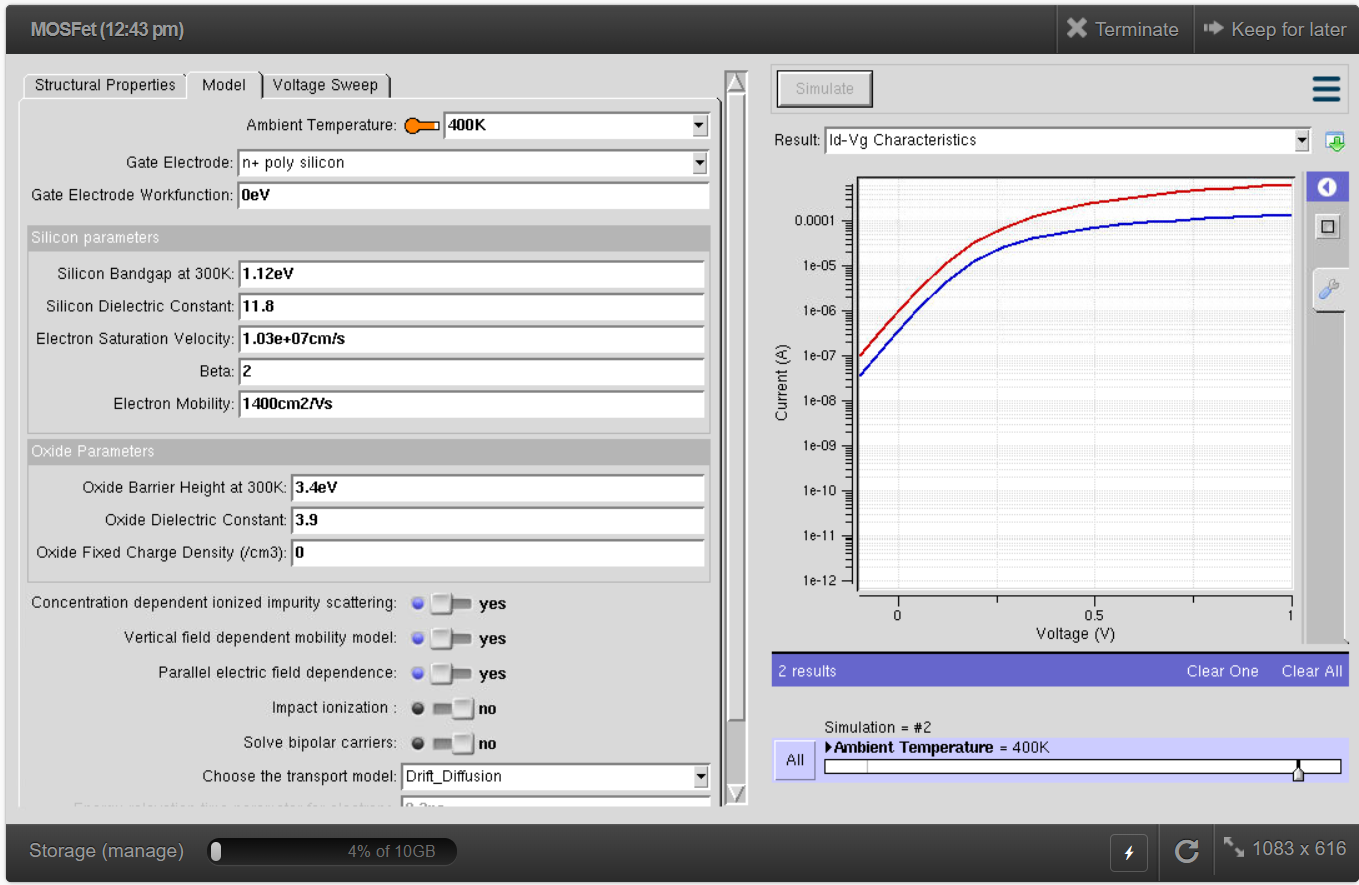 MOSFet (12:43 pm)
Terminate
Keep for later
Structural Properties
Model
Voltage Sweep
Ambient Temperature: 400K
Gate Electrode: n+ poly silicon
Gate Electrode Workfunction: 0eV
Silicon parameters
Silicon Bandgap at 300K: 1.12eV
Silicon Dielectric Constant: 11.8
Electron Saturation Velocity: 1.03e+07cm/s
Beta: 2
Electron Mobility: 1400cm2/Vs
Oxide Parameters
Oxide Barrier Height at 300K: 3.4eV
Oxide Dielectric Constant: 3.9
Oxide Fixed Charge Density (/cm3): 0
Concentration dependent ionized impurity scattering: yes
Vertical field dependent mobility model: yes
Parallel electric field dependence: yes
Impact ionization : no
Solve bipolar carriers: no
Choose the transport model: Drift_Diffusion
Simulate
Result: Id-Vg Characteristics
0.0001
1e-05
1e-06
1e-07
1e-08
1e-09
1e-10
1e-11
1e-12
Current (A)
0 0.5 1
Voltage (V)
2 results
Clear One
Clear All
Simulation = #2
All
Ambient Temperature = 400K
Storage (manage)
4% of 10GB
1083 x 616